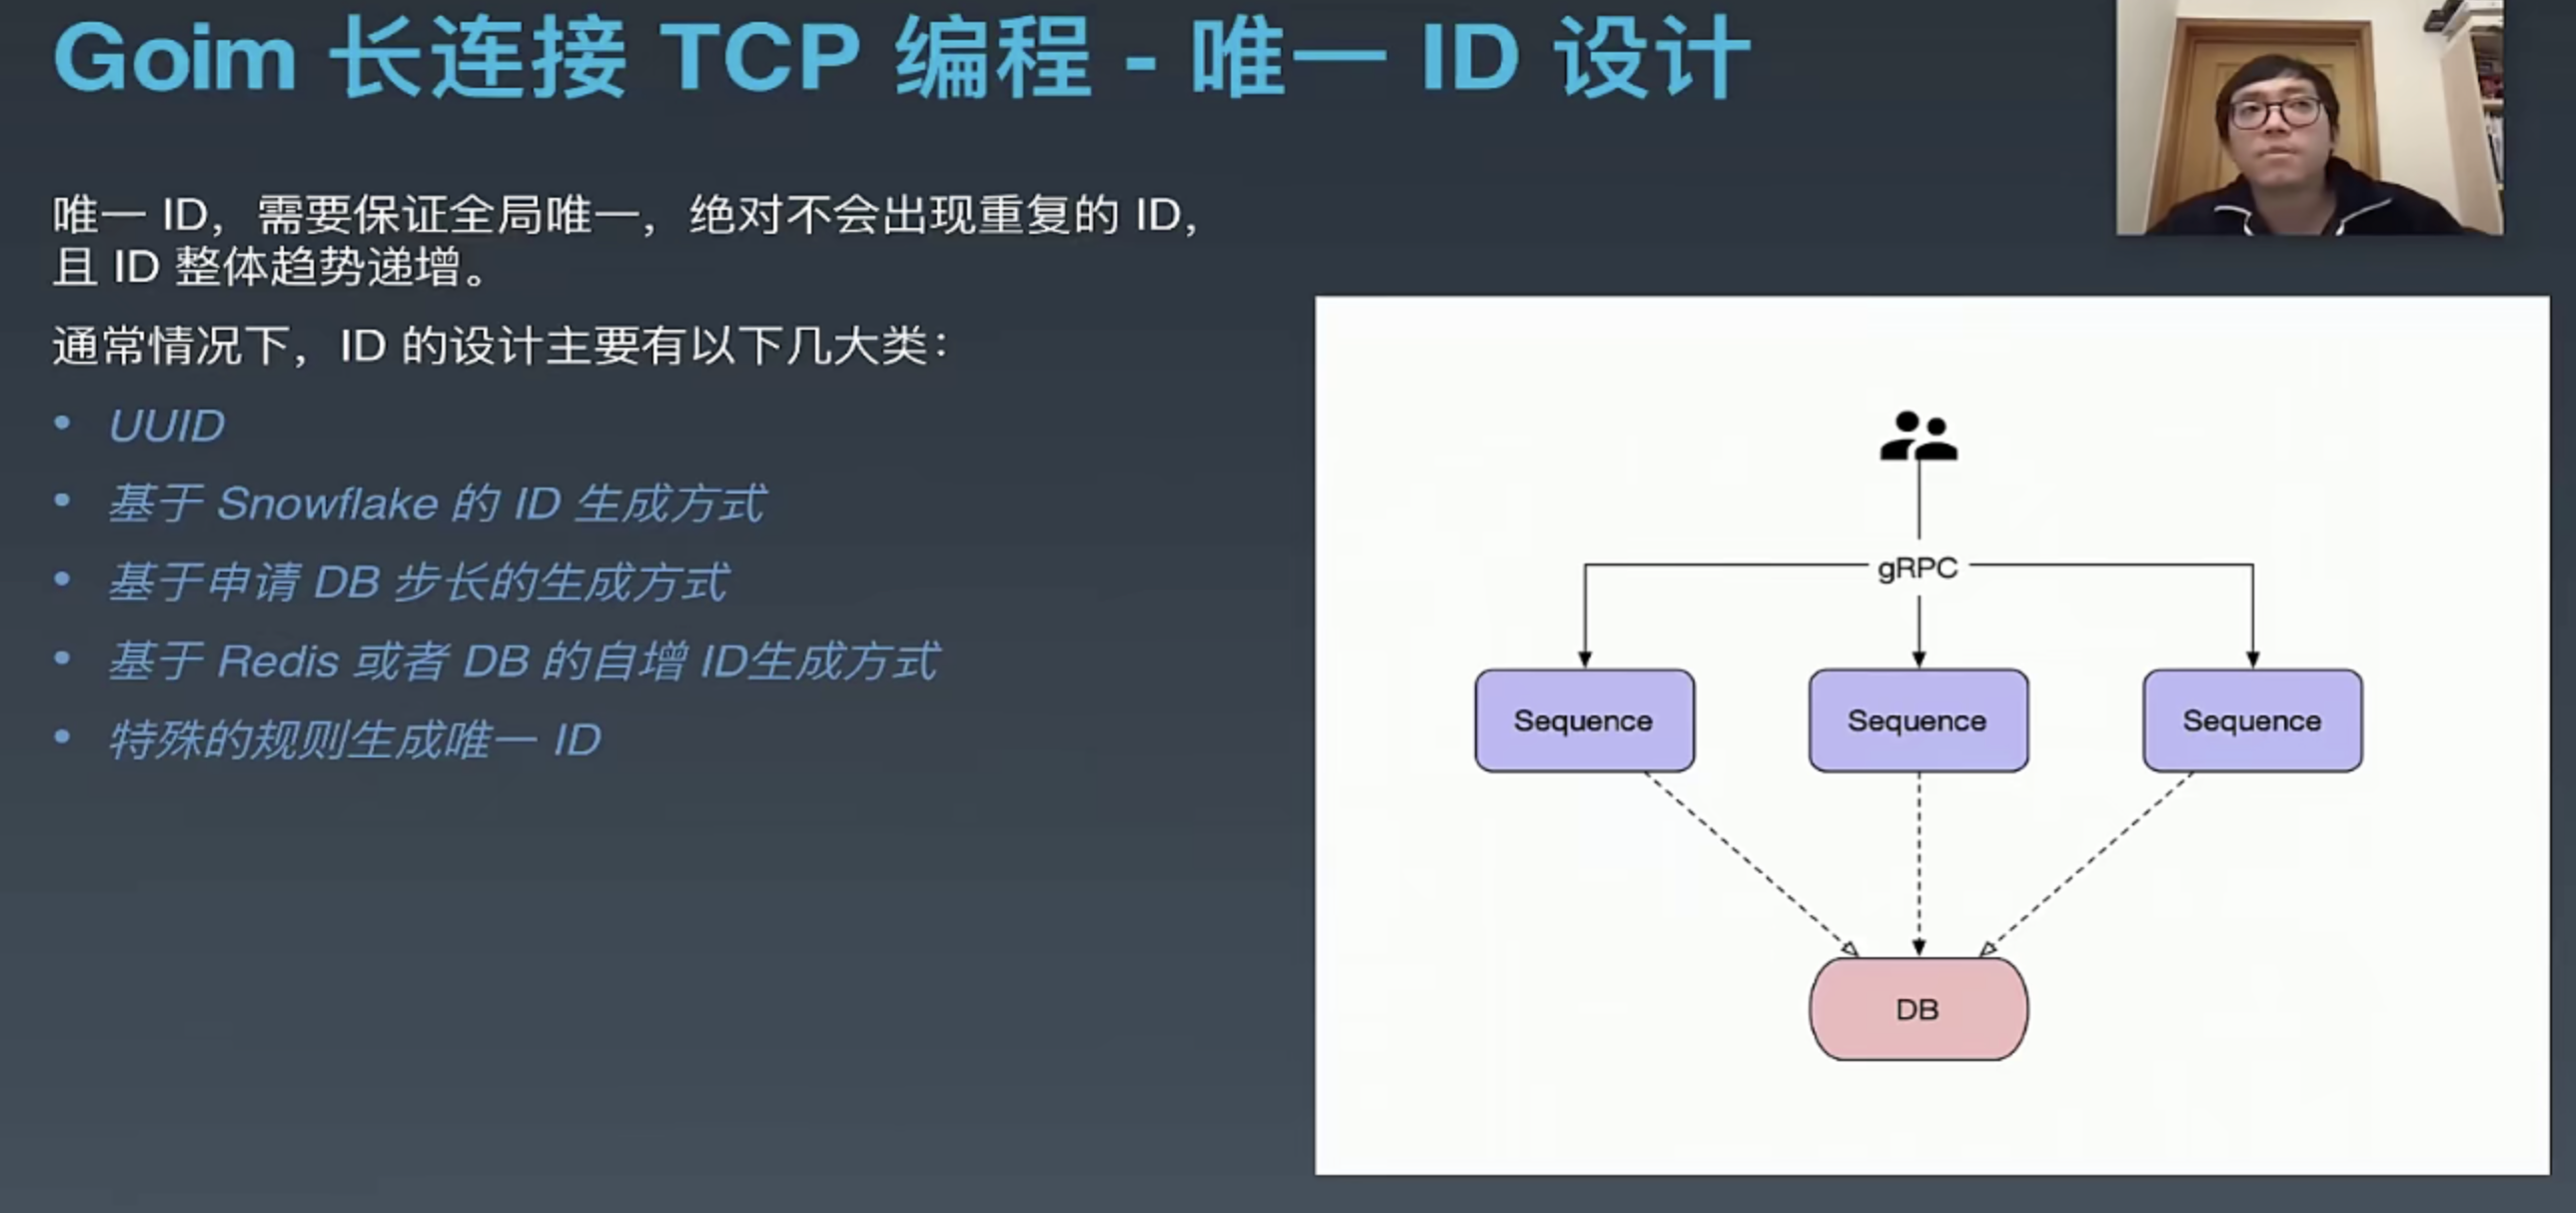 Goim 长连接 TCP 编程 - 唯一 ID 设计
唯一 ID，需要保证全局唯一，绝对不会出现重复的 ID，
且 ID 整体趋势递增。
通常情况下，ID 的设计主要有以下几大类：
• UUID
• 基于 Snowflake 的 ID 生成方式
• 基于申请 DB 步长的生成方式
• 基于 Redis 或者 DB 的自增 ID生成方式
• 特殊的规则生成唯一 ID
gRPC
Sequence
Sequence
Sequence
DB